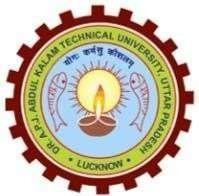 DR. A.P.J. ABDUL KALAM TECHNICAL UNIVERSITY, UTTAR PRADESH
योगः कर्मसु कौशलम्
• LUCKNOW •